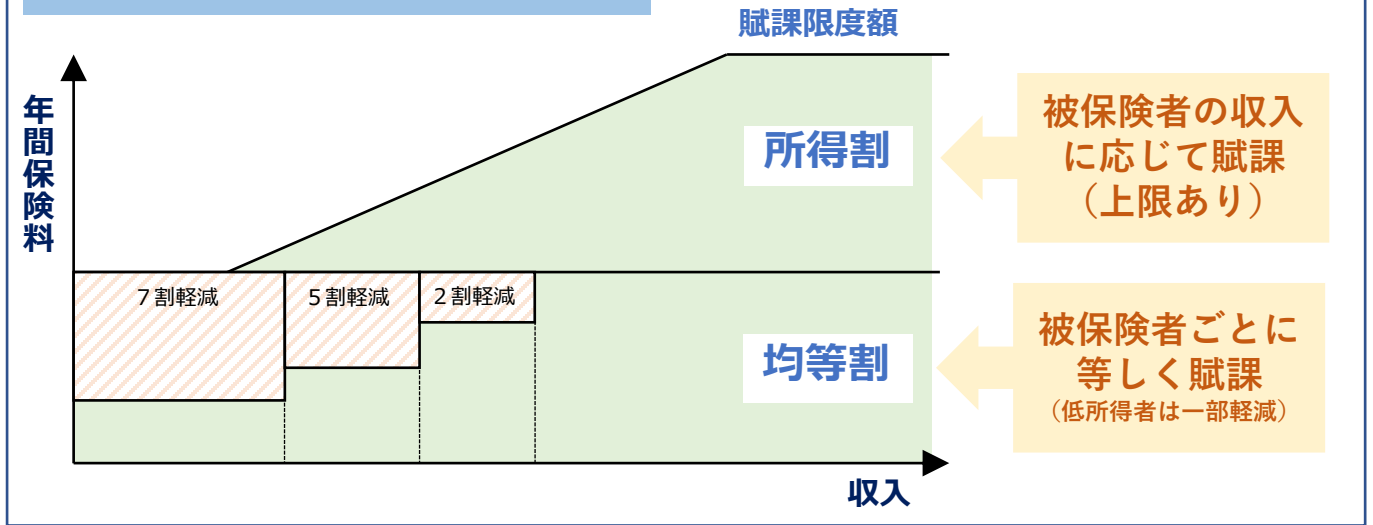 賦課限度額
年間保険料
所得割
被保険者の収入
に応じて賦課
（上限あり）
７割軽減
５割軽減
２割軽減
均等割
被保険者ごとに
等しく賦課
（低所得者は一部軽減）
収入